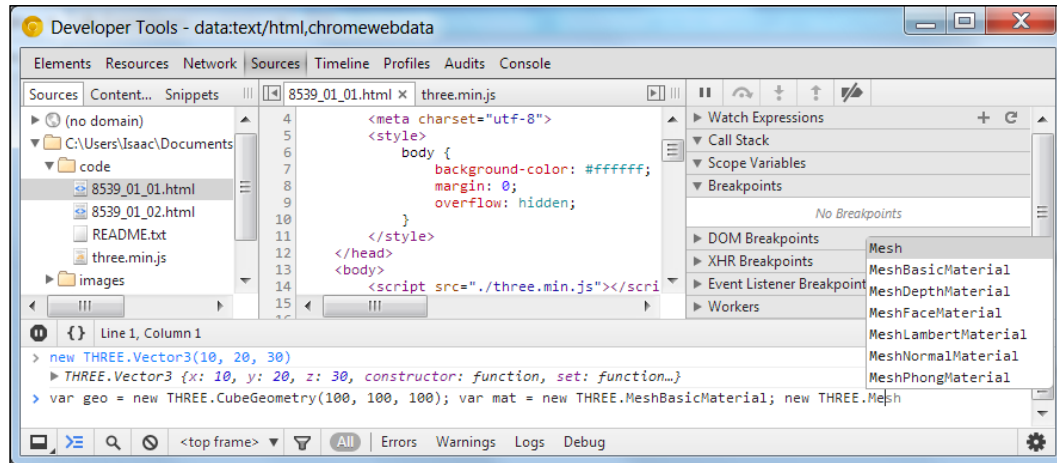 Developer Tools - data:text/html,chromewebdata
Elements Resources Network Sources Timeline Profiles Audits Console
Sources Content... Snippets
8539_01_01.html × three.min.js
(no domain)
C:\Users\Isaac\Documents
code
8539_01_01.html
8539_01_02.html
README.txt
three.min.js
images
4 <meta charset="utf-8">
5 <style>
6 body {
7 background-color: #ffffff;
8 margin: 0;
9 overflow: hidden;
10 }
11 </style>
12 </head>
13 <body>
14 <script src="./three.min.js"></scri
15
16
Watch Expressions
Call Stack
Scope Variables
Breakpoints
No Breakpoints
DOM Breakpoints
XHR Breakpoints
Event Listener Breakpoint
Workers
Mesh
MeshBasicMaterial
MeshDepthMaterial
MeshFaceMaterial
MeshLambertMaterial
MeshNormalMaterial
MeshPhongMaterial
{} Line 1, Column 1
> new THREE.Vector3(10, 20, 30)
THREE.Vector3 {x: 10, y: 20, z: 30, constructor: function, set: function…}
> var geo = new THREE.CubeGeometry(100, 100, 100); var mat = new THREE.MeshBasicMaterial; new THREE.Mesh
<top frame> ▼ All Errors Warnings Logs Debug